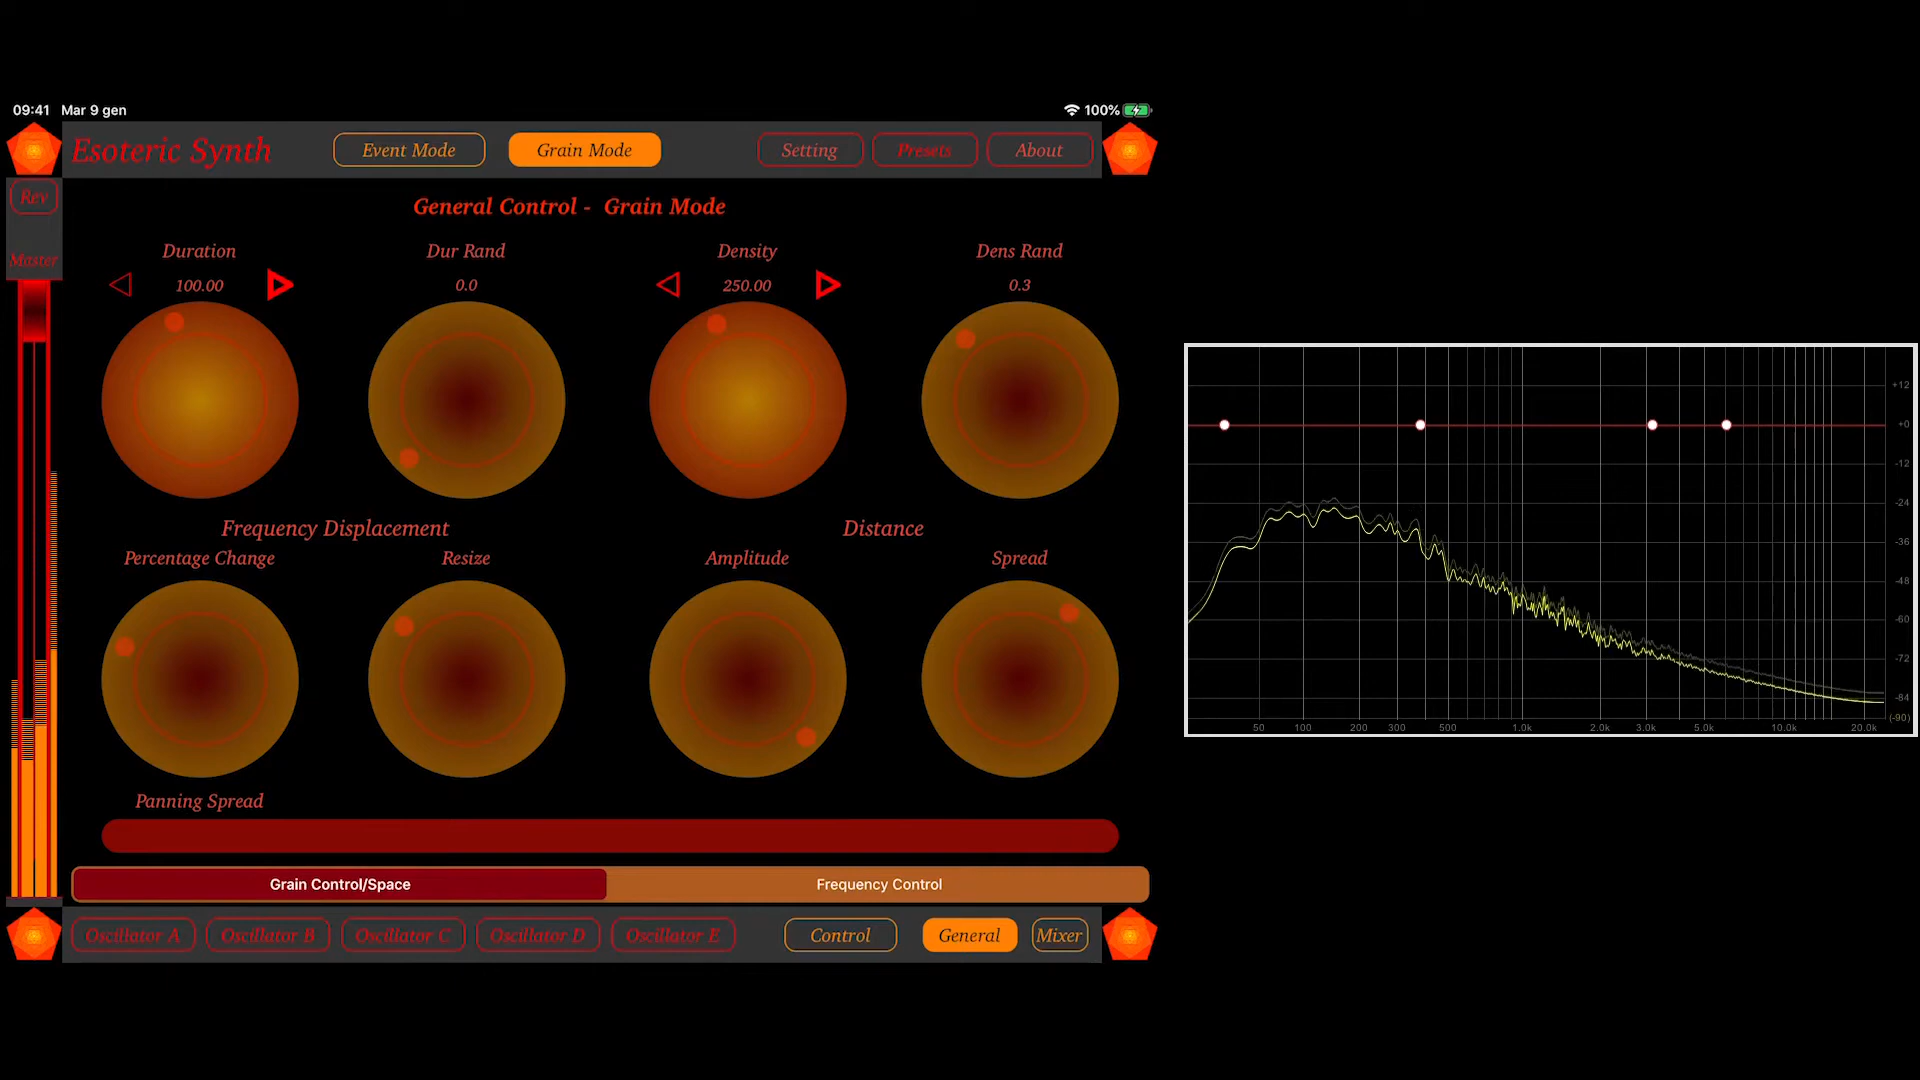 09:41 Mar 9 gen 100%
Esoteric Synth Event Mode Grain Mode Setting Presets About
Rev
General Control - Grain Mode
Master
Duration Dur Rand Density Dens Rand
100.00 0.0 250.00 0.3
Frequency Displacement Distance
Percentage Change Resize Amplitude Spread
Panning Spread
Grain Control/Space Frequency Control
Oscillator A Oscillator B Oscillator C Oscillator D Oscillator E Control General Mixer
+12
+0
-12
-24
-36
-48
-60
-72
-84
(-90)
50 100 200 300 500 1.0k 2.0k 3.0k 5.0k 10.0k 20.0k